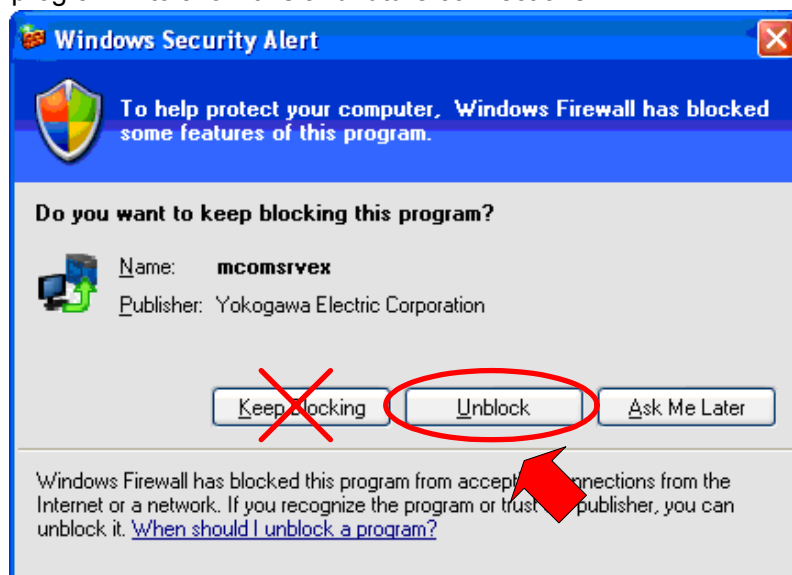 Windows Security Alert
To help protect your computer, Windows Firewall has blocked
some features of this program.
Do you want to keep blocking this program?
Name: mcomsrvex
Publisher: Yokogawa Electric Corporation
Keep Blocking Unblock Ask Me Later
Windows Firewall has blocked this program from accepting connections from the
Internet or a network. If you recognize the program or trust the publisher, you can
unblock it. When should I unblock a program?